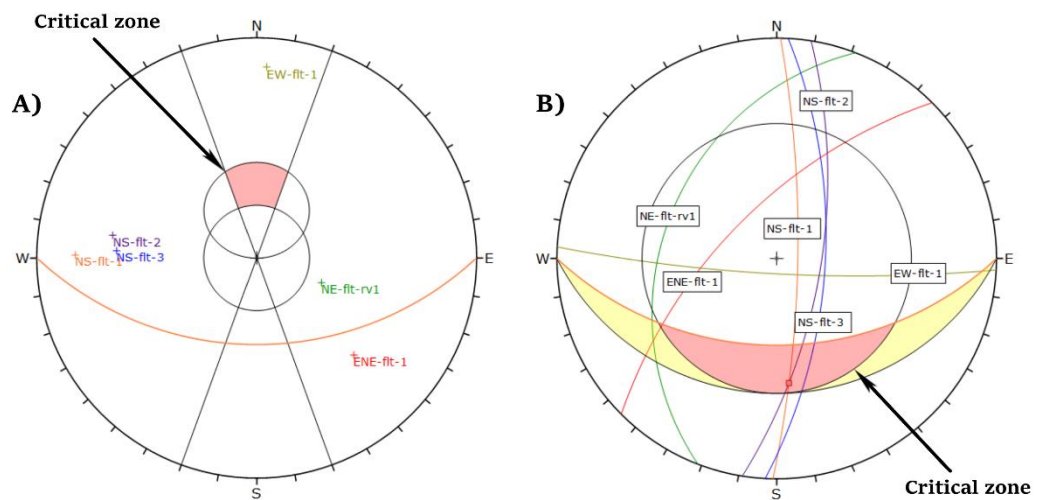 Critical zone
A)
N
EW-flt-1
NS-flt-2
NS-flt-3
NS-flt-1
W
E
NE-flt-rv1
ENE-flt-1
S
B)
N
NS-flt-2
NE-flt-rv1
NS-flt-1
W
E
ENE-flt-1
EW-flt-1
NS-flt-3
S
Critical zone